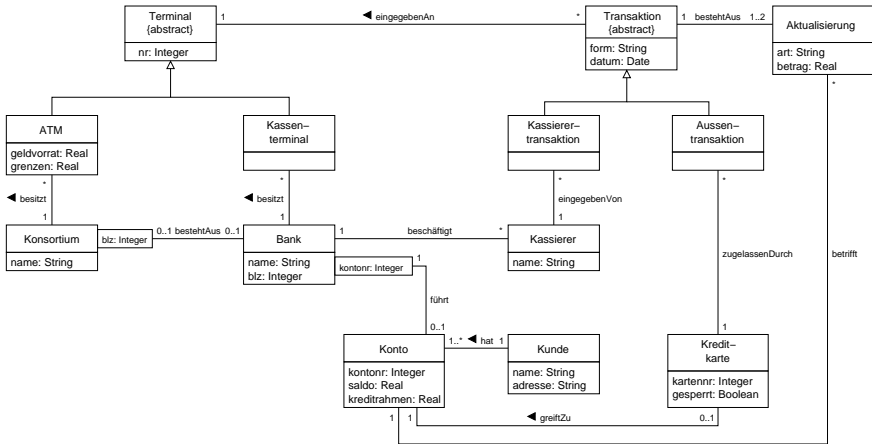 Terminal
{abstract}
nr: Integer
1
◄ eingegebenAn
*
Transaktion
{abstract}
form: String
datum: Date
1
bestehtAus
1..2
Aktualisierung
art: String
betrag: Real
*
ATM
geldvorrat: Real
grenzen: Real
Kassen–
terminal
Kassierer–
transaktion
Aussen–
transaktion
*
◄ besitzt
1
*
◄ besitzt
1
*
eingegebenVon
1
*
zugelassenDurch
1
betrifft
Konsortium
name: String
blz: Integer
0..1
bestehtAus
0..1
Bank
name: String
blz: Integer
1
beschäftigt
*
Kassierer
name: String
kontonr: Integer
1
führt
0..1
Konto
kontonr: Integer
saldo: Real
kreditrahmen: Real
1..*
◄ hat
1
Kunde
name: String
adresse: String
Kredit–
karte
kartennr: Integer
gesperrt: Boolean
1
1
◄ greiftZu
0..1